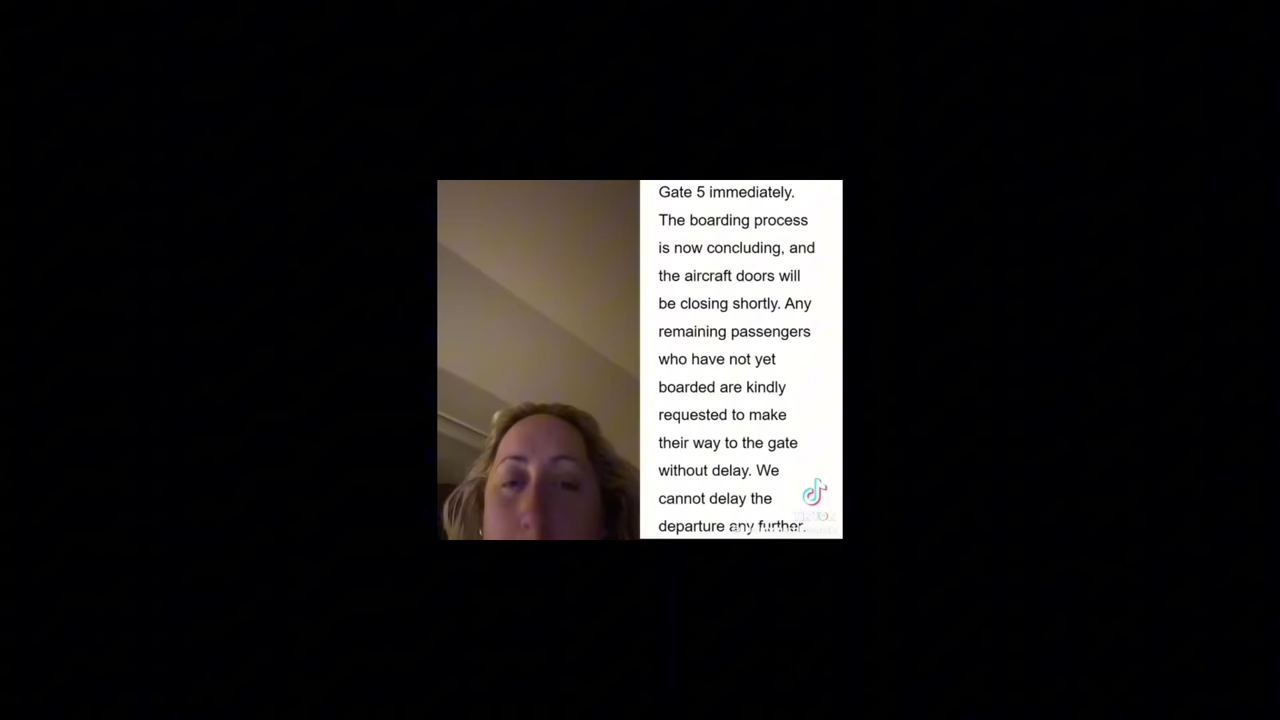 Gate 5 immediately.
The boarding process
is now concluding, and
the aircraft doors will
be closing shortly. Any
remaining passengers
who have not yet
boarded are kindly
requested to make
their way to the gate
without delay. We
cannot delay the
departure any further.
TikTok